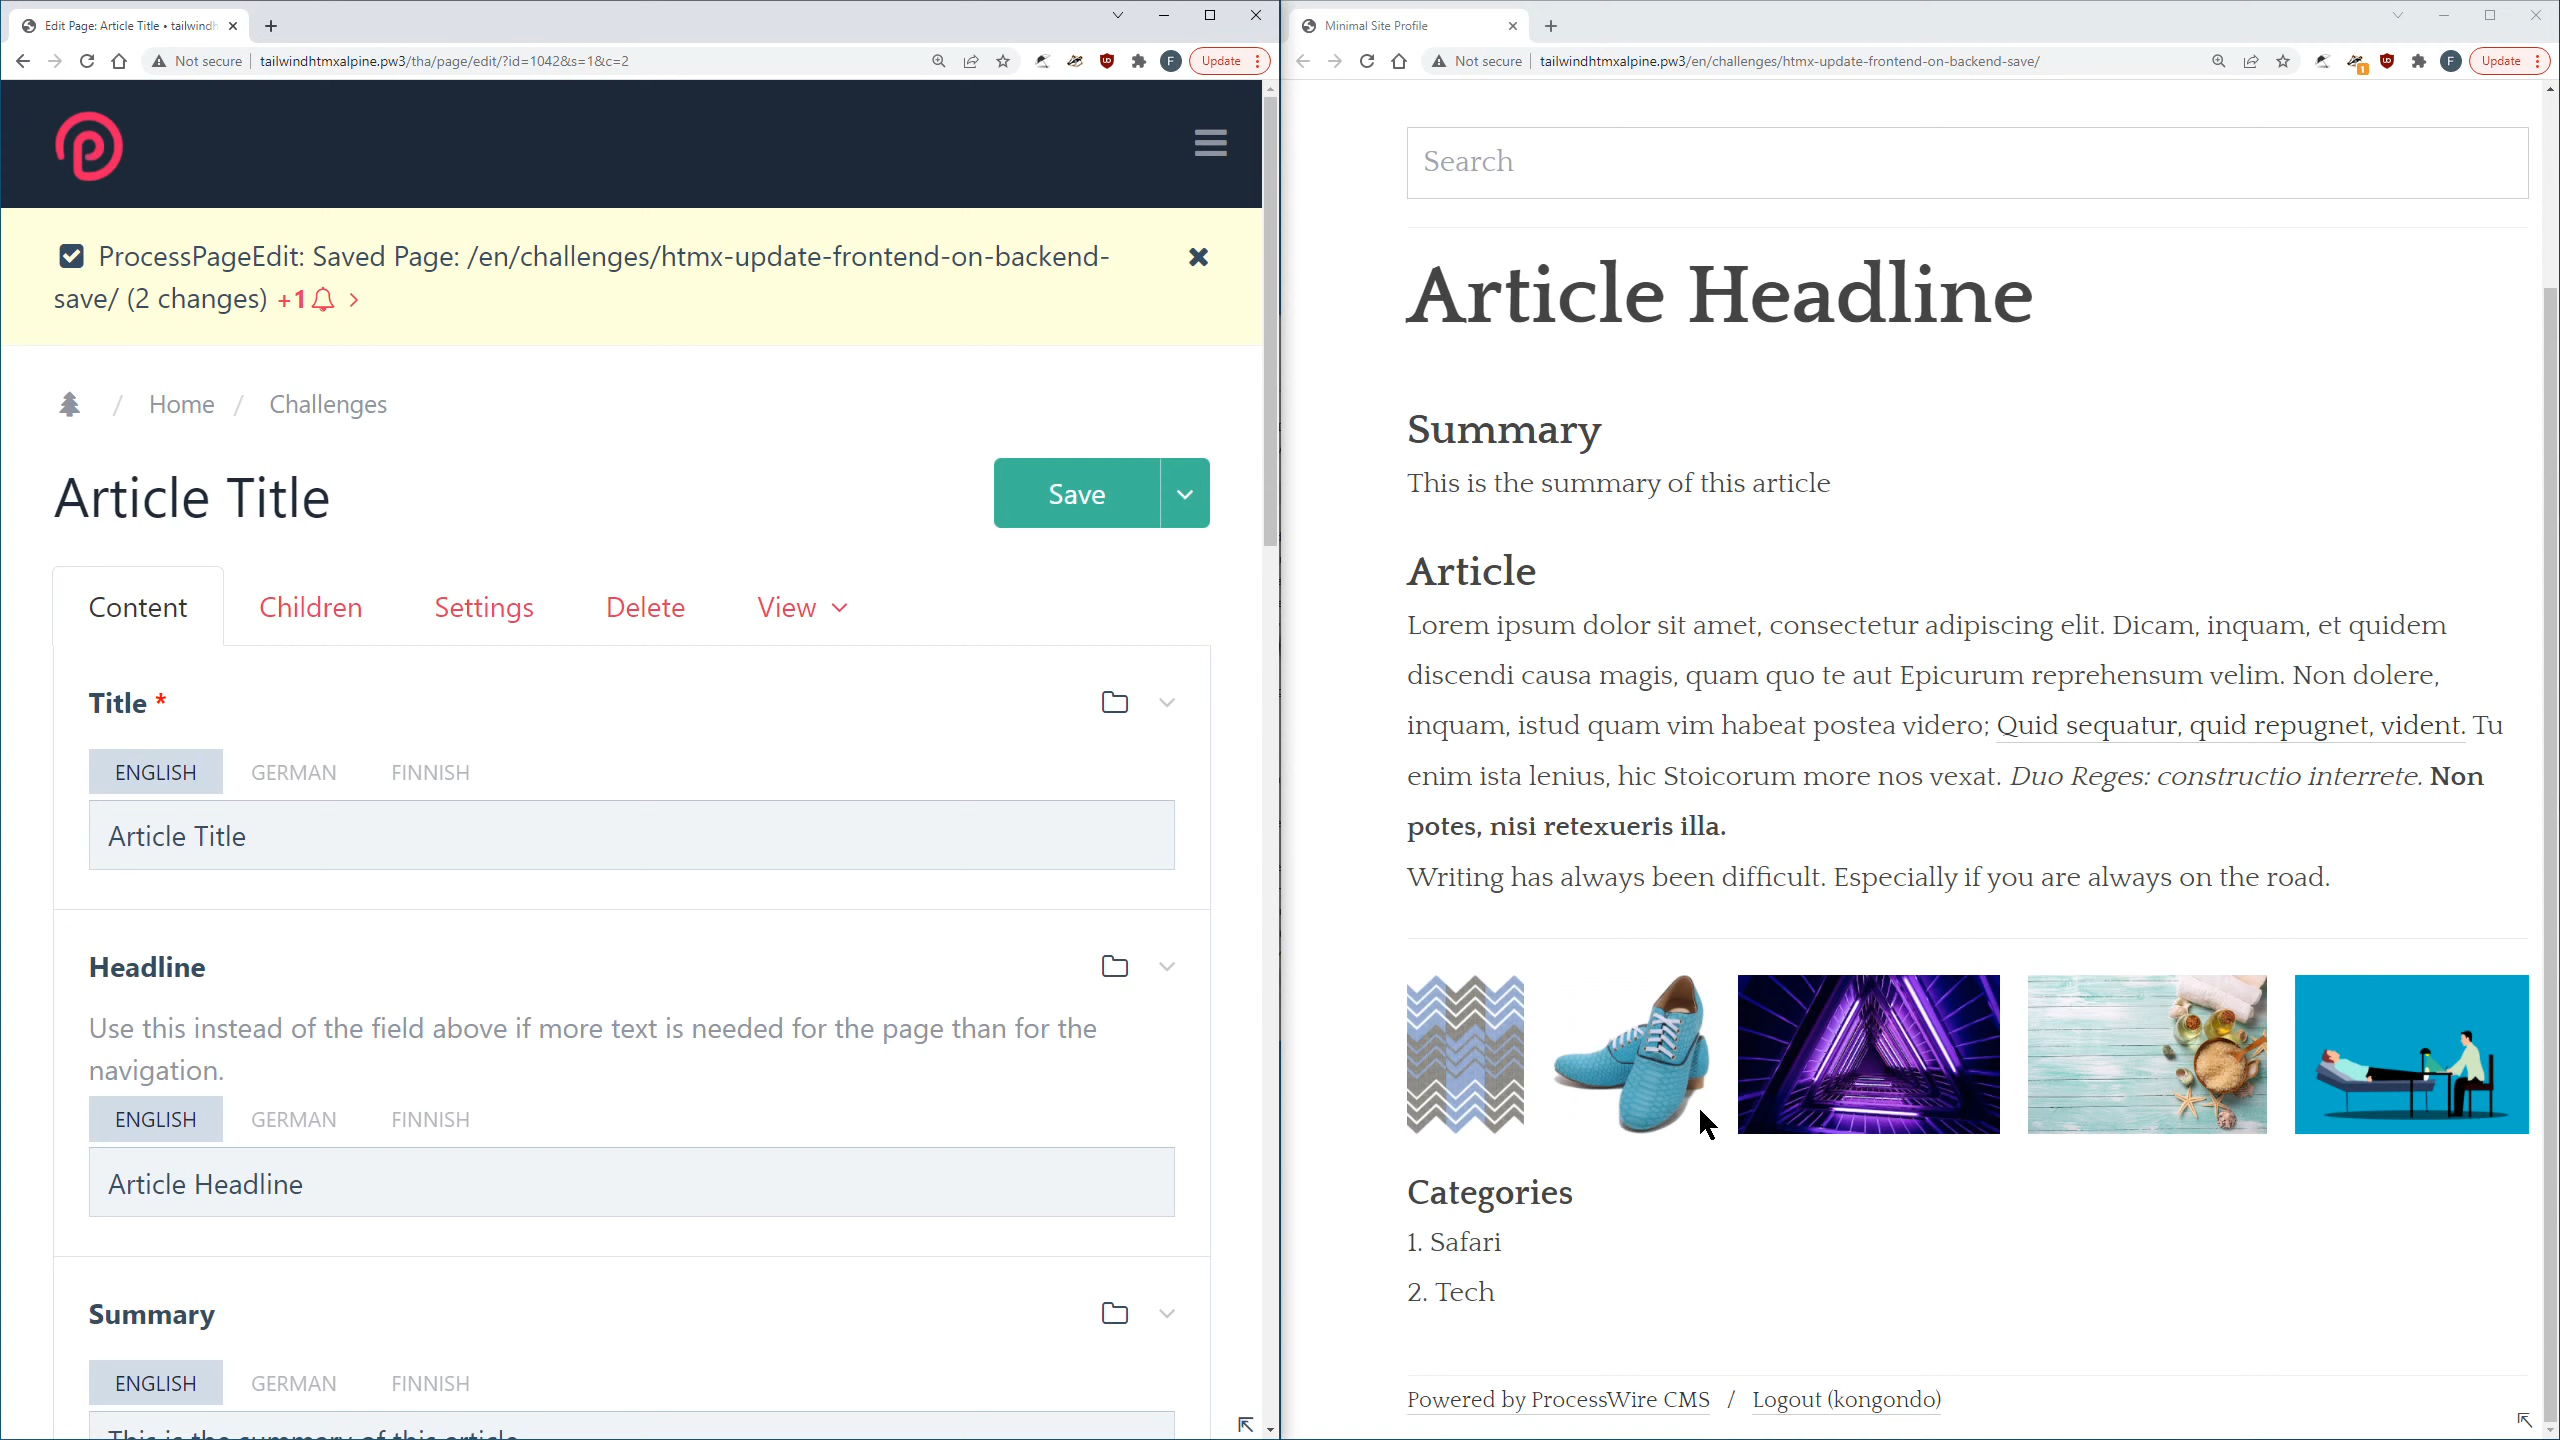 Edit Page: Article Title • tailwindh
Not secure
tailwindhtmxalpine.pw3/tha/page/edit/?id=1042&s=1&c=2
F
Update
ProcessPageEdit: Saved Page: /en/challenges/htmx-update-frontend-on-backend-
save/ (2 changes) +1
/ Home / Challenges
Article Title
Save
Content
Children
Settings
Delete
View
Title *
ENGLISH
GERMAN
FINNISH
Article Title
Headline
Use this instead of the field above if more text is needed for the page than for the
navigation.
ENGLISH
GERMAN
FINNISH
Article Headline
Summary
ENGLISH
GERMAN
FINNISH
This is the summary of this article
Minimal Site Profile
Not secure
tailwindhtmxalpine.pw3/en/challenges/htmx-update-frontend-on-backend-save/
1
F
Update
Search
Article Headline
Summary
This is the summary of this article
Article
Lorem ipsum dolor sit amet, consectetur adipiscing elit. Dicam, inquam, et quidem
discendi causa magis, quam quo te aut Epicurum reprehensum velim. Non dolere,
inquam, istud quam vim habeat postea videro; Quid sequatur, quid repugnet, vident. Tu
enim ista lenius, hic Stoicorum more nos vexat. Duo Reges: constructio interrete. Non
potes, nisi retexueris illa.
Writing has always been difficult. Especially if you are always on the road.
Categories
1. Safari
2. Tech
Powered by ProcessWire CMS / Logout (kongondo)